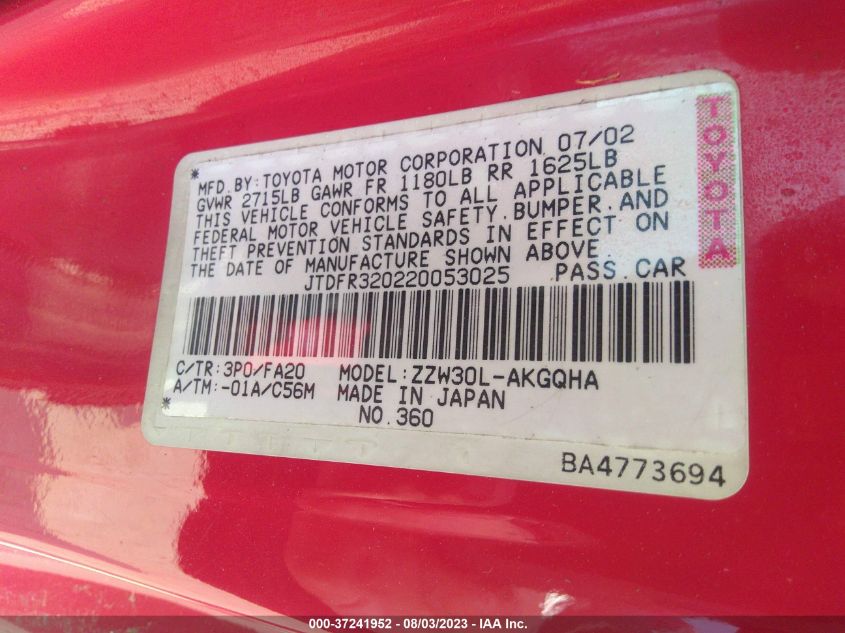 * MFD.BY:TOYOTA MOTOR CORPORATION 07/02
GVWR 2715LB GAWR FR 1180LB RR 1625LB
THIS VEHICLE CONFORMS TO ALL APPLICABLE
FEDERAL MOTOR VEHICLE SAFETY.BUMPER.AND
THEFT PREVENTION STANDARDS IN EFFECT ON
THE DATE OF MANUFACTURE SHOWN ABOVE.
JTDFR320220053025 PASS.CAR
TOYOTA
C/TR:3P0/FA20 MODEL:ZZW30L-AKGQHA
A/TM:-01A/C56M MADE IN JAPAN
* NO.360
BA4773694
000-37241952 - 08/03/2023 - IAA Inc.